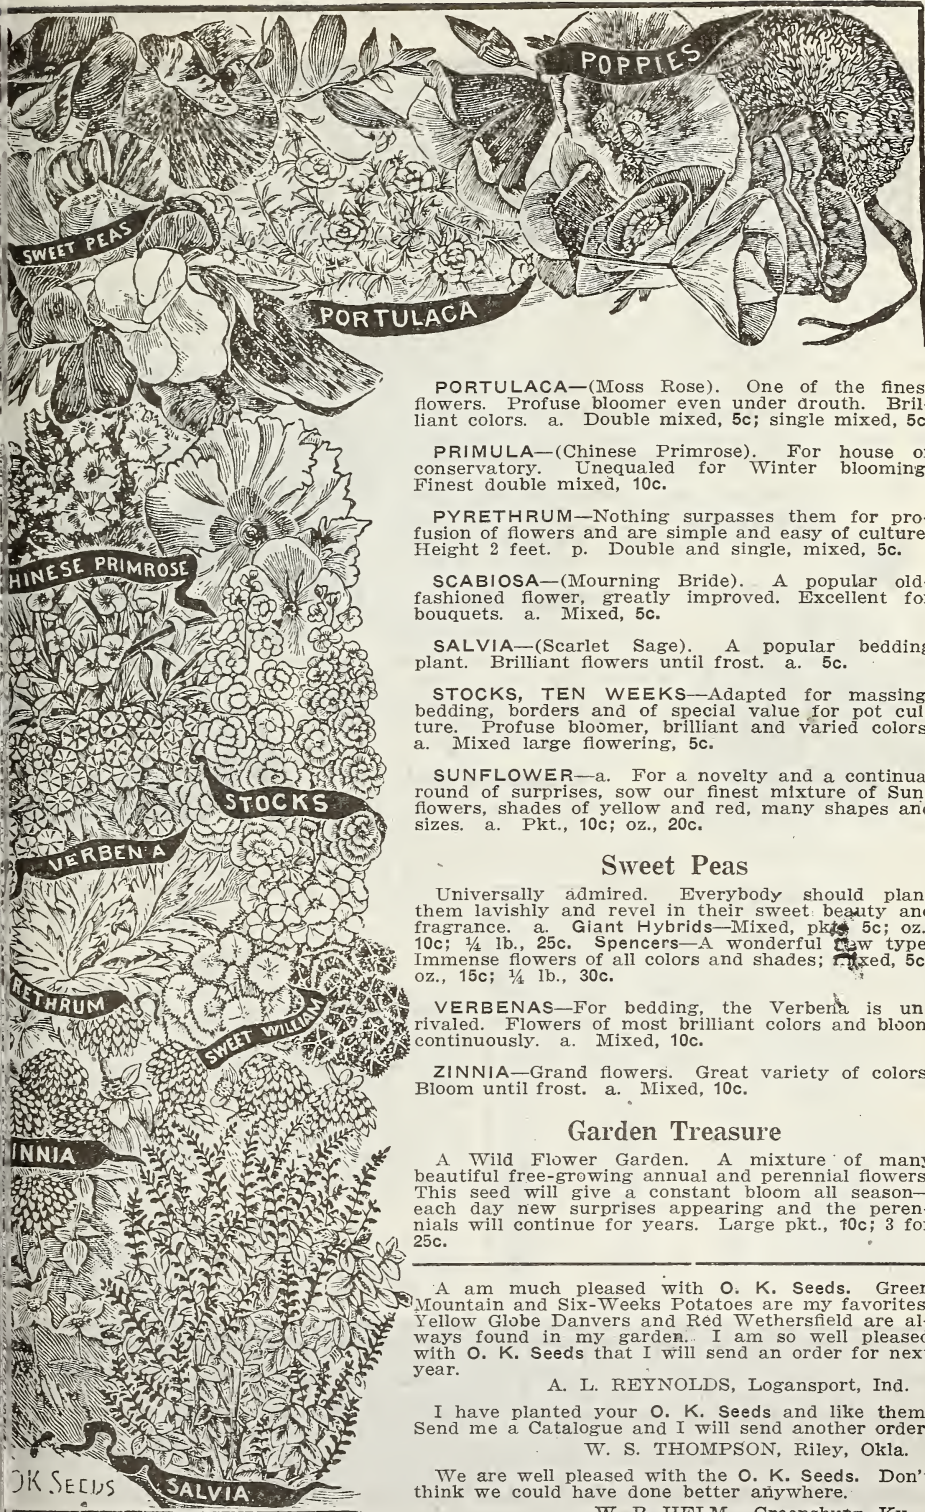 POPPIES
SWEET PEAS
PORTULACA
PORTULACA—(Moss Rose). One of the fines
flowers. Profuse bloomer even under drouth. Bril-
liant colors. a. Double mixed, 5c; single mixed, 5c
PRIMULA—(Chinese Primrose). For house o
conservatory. Unequaled for Winter blooming
Finest double mixed, 10c.
PYRETHRUM—Nothing surpasses them for pro-
fusion of flowers and are simple and easy of culture
Height 2 feet. p. Double and single, mixed, 5c.
SCABIOSA—(Mourning Bride). A popular old-
fashioned flower, greatly improved. Excellent fo
bouquets. a. Mixed, 5c.
SALVIA—(Scarlet Sage). A popular bedding
plant. Brilliant flowers until frost. a. 5c.
STOCKS, TEN WEEKS—Adapted for massing
bedding, borders and of special value for pot cul
ture. Profuse bloomer, brilliant and varied colors
a. Mixed large flowering, 5c.
SUNFLOWER—a. For a novelty and a continua
round of surprises, sow our finest mixture of Sun
flowers, shades of yellow and red, many shapes an
sizes. a. Pkt., 10c; oz., 20c.
Sweet Peas
Universally admired. Everybody should plan
them lavishly and revel in their sweet beauty an
fragrance. a. Giant Hybrids—Mixed, 5c; oz.
10c; ¼ lb., 25c. Spencers—A wonderful type
Immense flowers of all colors and shades; mixed, 5c
oz., 15c; ¼ lb., 30c.
VERBENAS—For bedding, the Verbena is un
rivaled. Flowers of most brilliant colors and bloom
continuously. a. Mixed, 10c.
ZINNIA—Grand flowers. Great variety of colors
Bloom until frost. a. Mixed, 10c.
Garden Treasure
A Wild Flower Garden. A mixture of many
beautiful free-growing annual and perennial flowers
This seed will give a constant bloom all season—
each day new surprises appearing and the peren-
nials will continue for years. Large pkt., 10c; 3 fo
25c.
A am much pleased with O. K. Seeds. Green
Mountain and Six-Weeks Potatoes are my favorites
Yellow Globe Danvers and Red Wethersfield are al-
ways found in my garden. I am so well pleased
with O. K. Seeds that I will send an order for nex
year.
A. L. REYNOLDS, Logansport, Ind.
I have planted your O. K. Seeds and like them
Send me a Catalogue and I will send another order
W. S. THOMPSON, Riley, Okla.
We are well pleased with the O. K. Seeds. Don'
think we could have done better anywhere.
HINESE PRIMROSE
STOCKS
VERBENA
RETHRUM
SWEET WILLIAM
INNIA
OK SEEDS
SALVIA